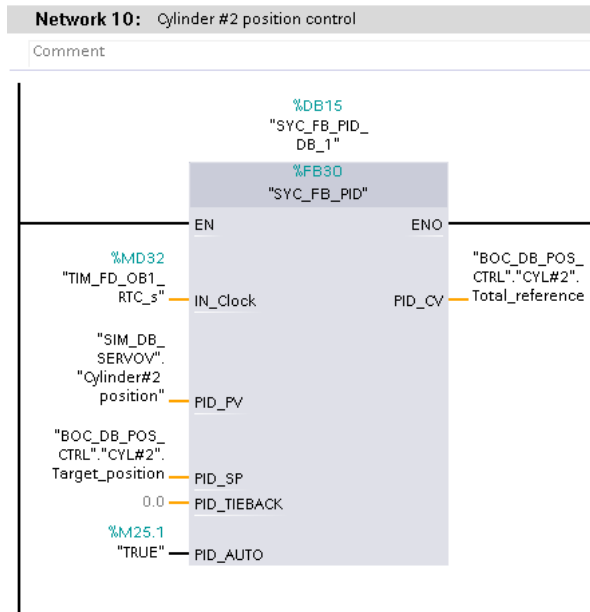 Network 10: Cylinder #2 position control
Comment
%DB15
"SYC_FB_PID_
DB_1"
%FB30
"SYC_FB_PID"
EN
ENO
%MD32
"TIM_FD_OB1_
RTC_s"
IN_Clock
"BOC_DB_POS_
CTRL"."CYL#2".
Total_reference
PID_CV
"SIM_DB_
SERVOV".
"Cylinder#2
position"
PID_PV
"BOC_DB_POS_
CTRL"."CYL#2".
Target_position
PID_SP
0.0
PID_TIEBACK
%M25.1
"TRUE"
PID_AUTO